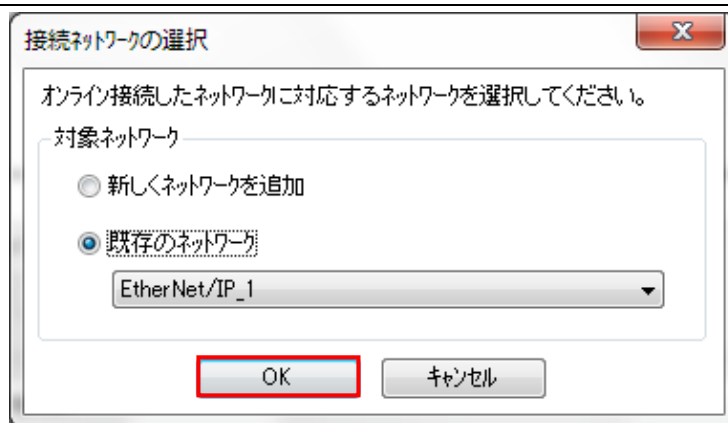 接続ネットワークの選択
オンライン接続したネットワークに対応するネットワークを選択してください。
対象ネットワーク
新しくネットワークを追加
既存のネットワーク
EtherNet/IP_1
OK
キャンセル